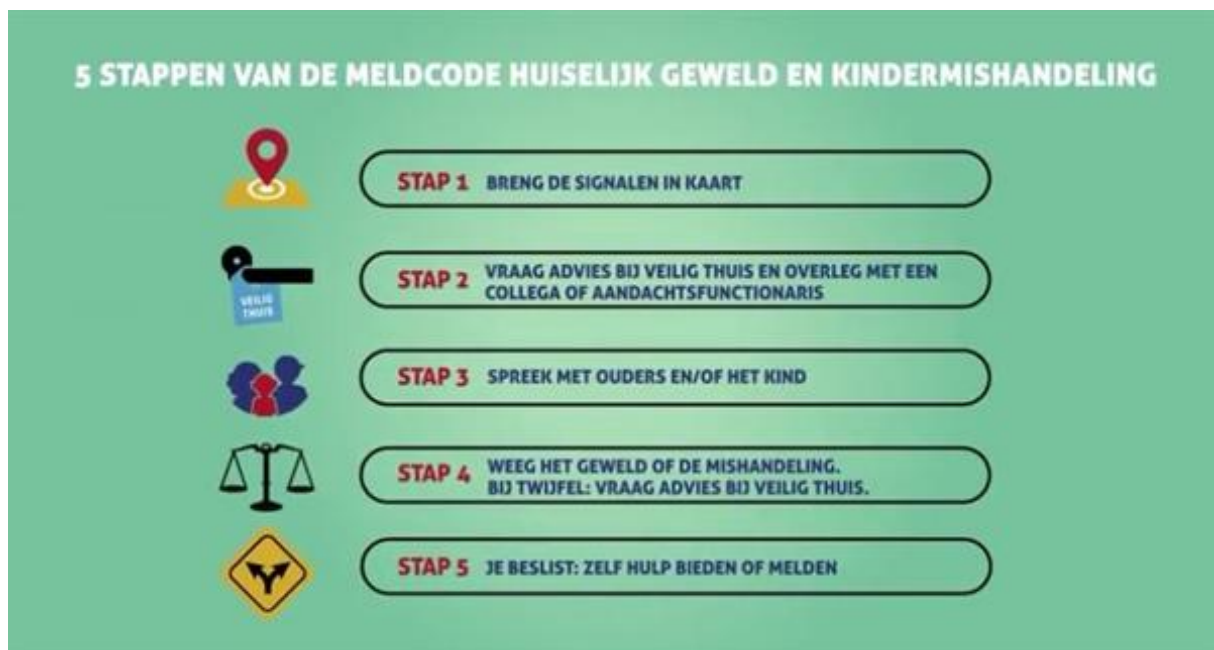 5 STAPPEN VAN DE MELDCODE HUISELIJK GEWELD EN KINDERMISHANDELING
STAP 1 BRENG DE SIGNALEN IN KAART
VEILIG
THUIS
STAP 2 VRAAG ADVIES BIJ VEILIG THUIS EN OVERLEG MET EEN
COLLEGA OF AANDACHTSFUNCTIONARIS
STAP 3 SPREEK MET OUDERS EN/OF HET KIND
STAP 4 WEEG HET GEWELD OF DE MISHANDELING.
BIJ TWIJFEL: VRAAG ADVIES BIJ VEILIG THUIS.
STAP 5 JE BESLIST: ZELF HULP BIEDEN OF MELDEN